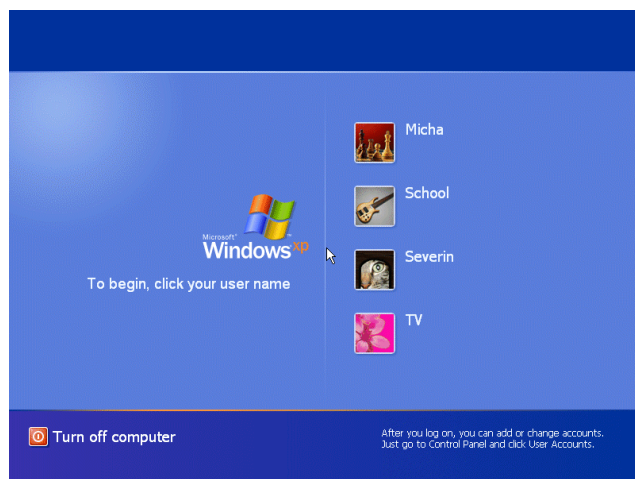 Microsoft®
Windows xp
To begin, click your user name
Micha
School
Severin
TV
Turn off computer
After you log on, you can add or change accounts.
Just go to Control Panel and click User Accounts.